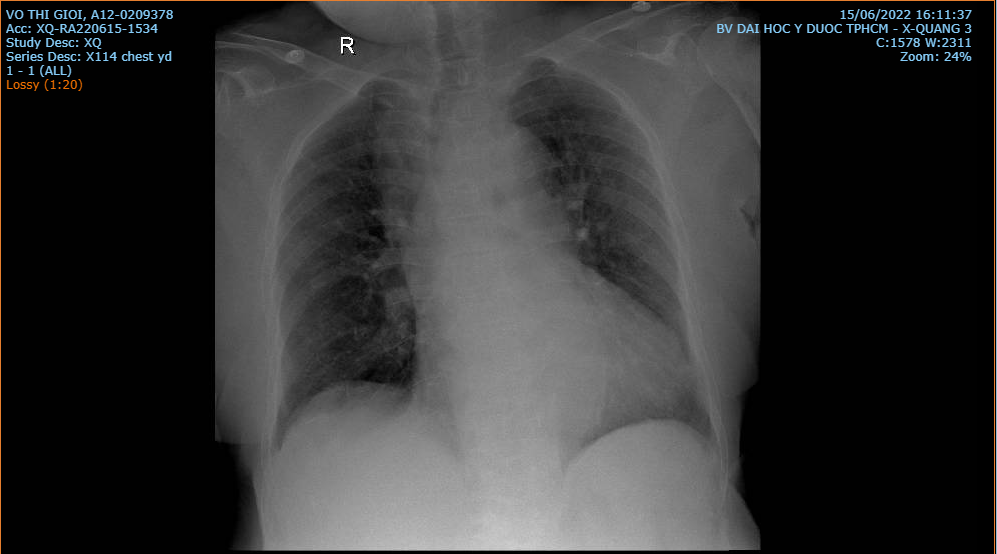 VO THI GIOI, A12-0209378
Acc: XQ-RA220615-1534
Study Desc: XQ
Series Desc: X114 chest yd
1 - 1 (ALL)
Lossy (1:20)
R
15/06/2022 16:11:37
BV DAI HOC Y DUOC TPHCM - X-QUANG 3
C:1578 W:2311
Zoom: 24%